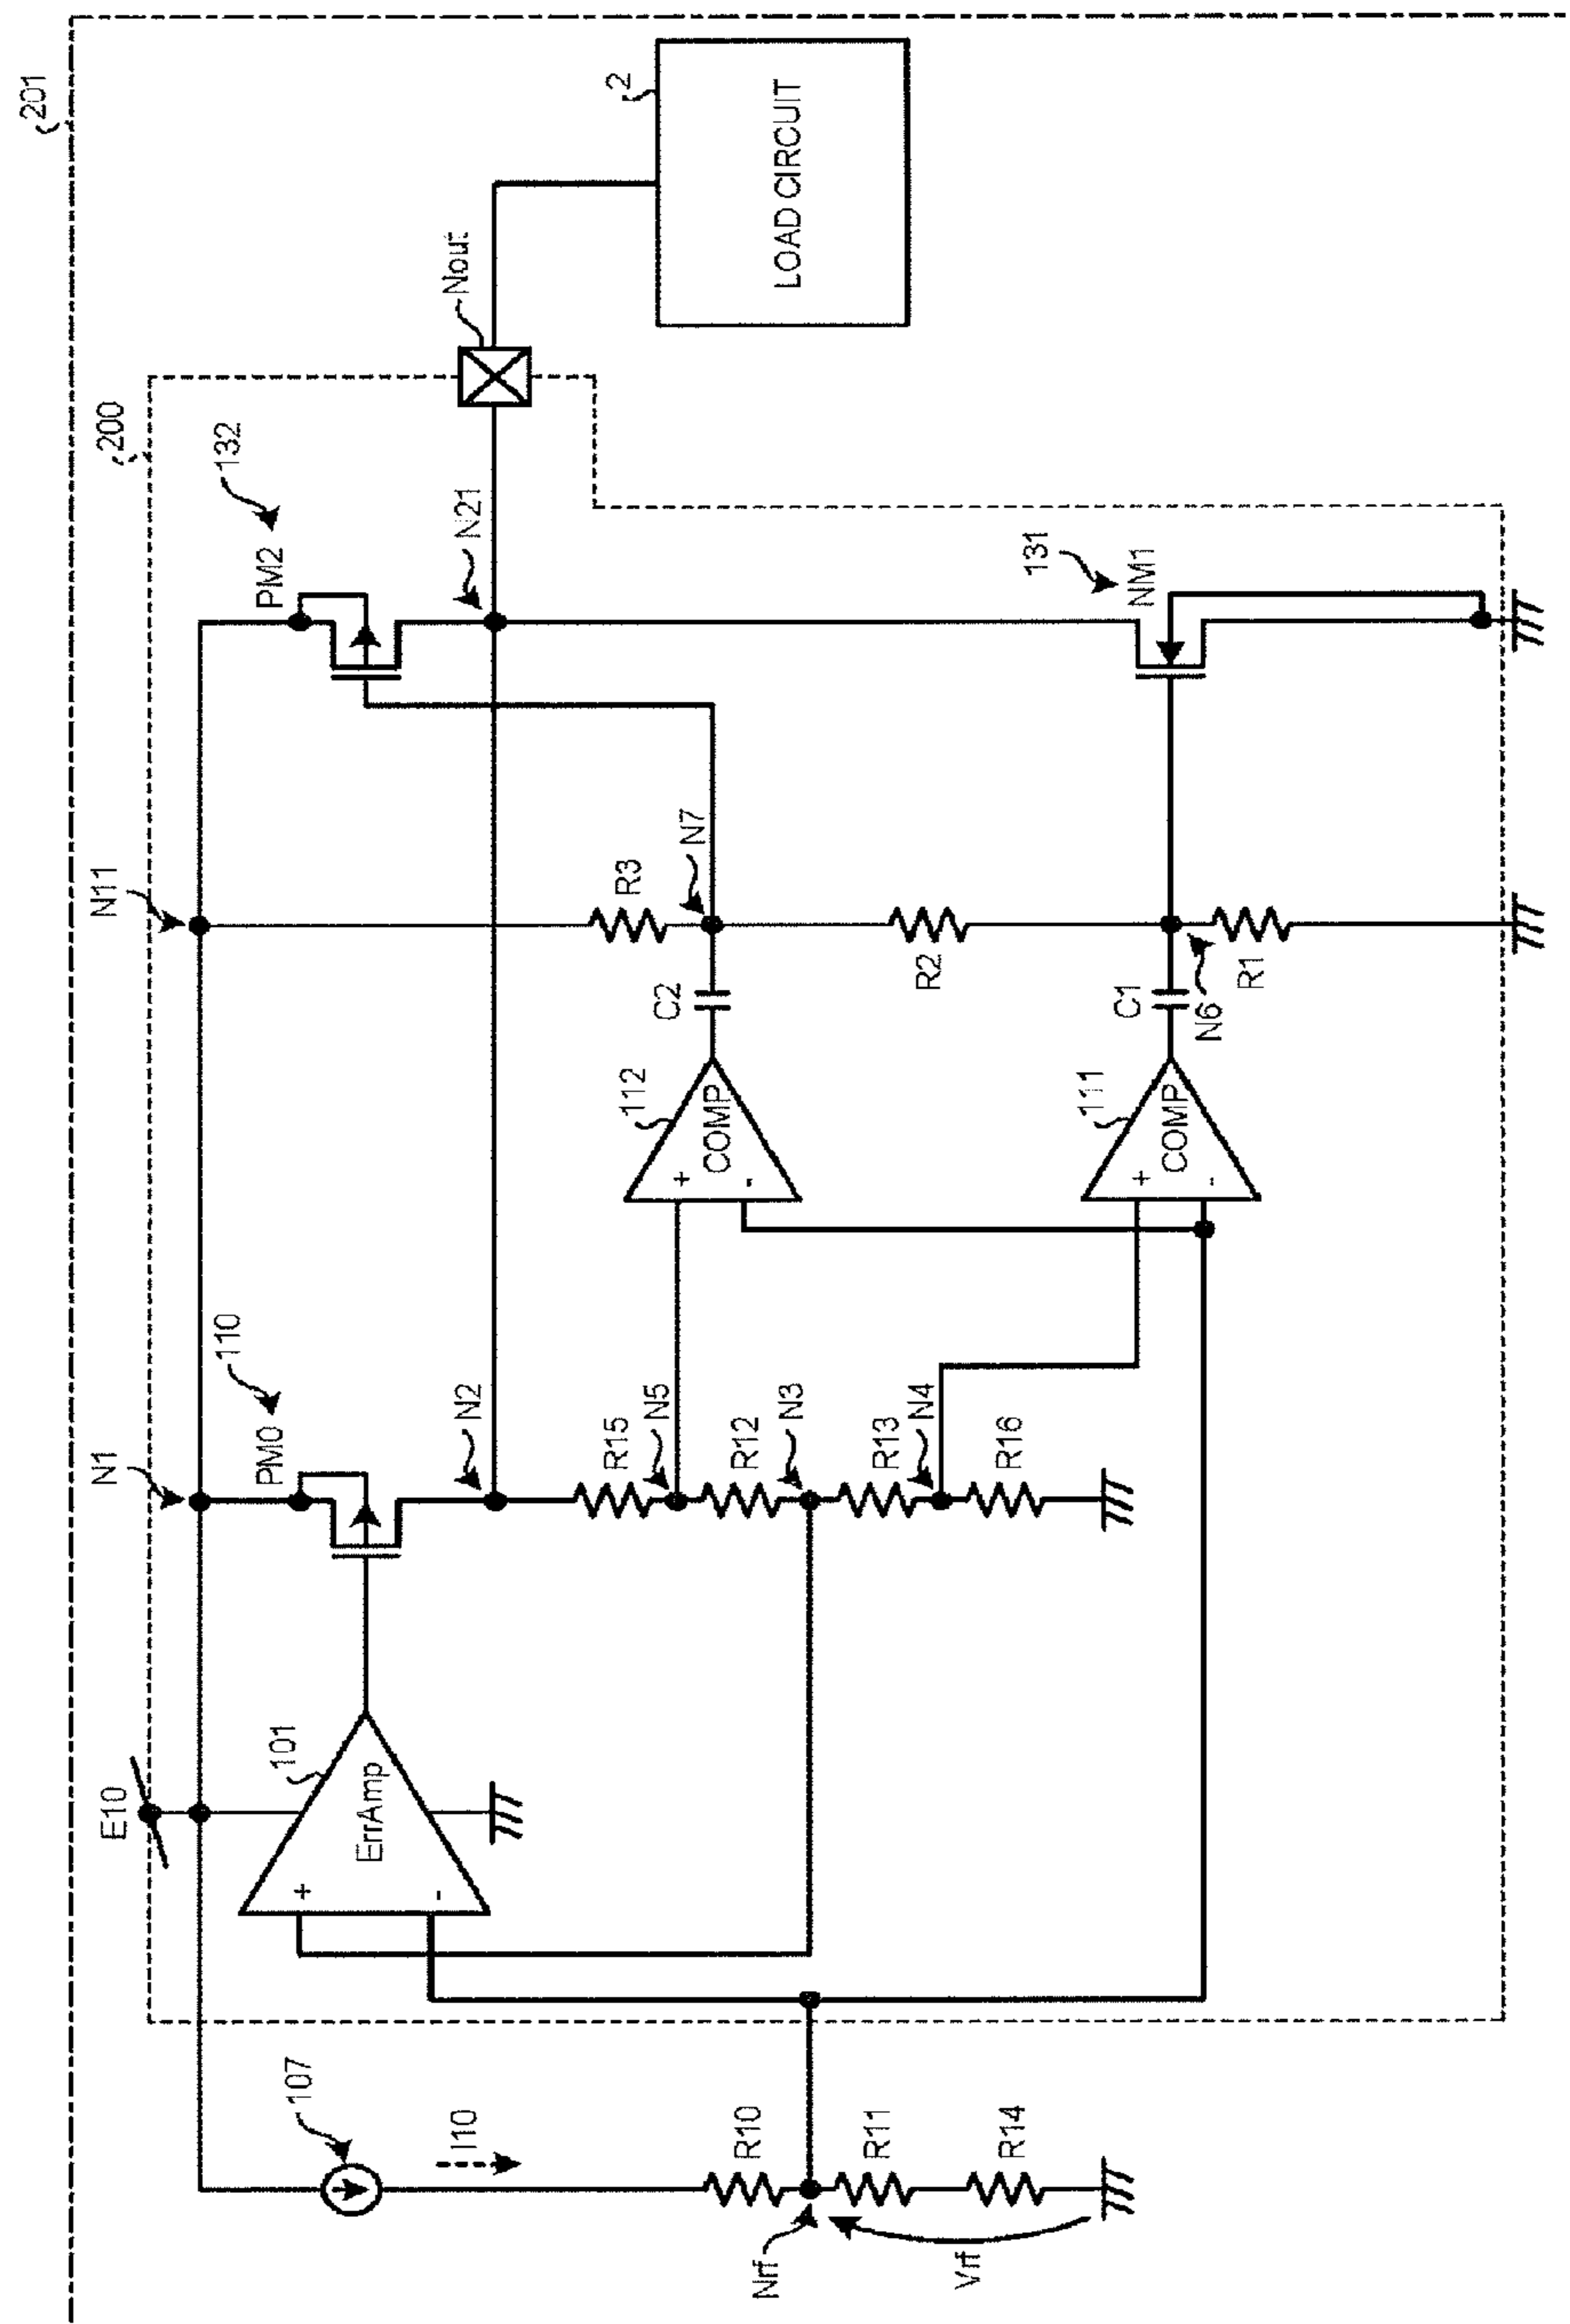 201
200
E10
N1
N11
107
I10
101
ErrAmp
+
-
110
PM0
N2
132
PM2
N21
Nout
2
LOAD CIRCUIT
R15
N5
R12
N3
R13
N4
R16
112
COMP
+
-
C2
R3
N7
R2
111
COMP
+
-
C1
N6
R1
131
NM1
R10
Nrf
R11
R14
Vrf